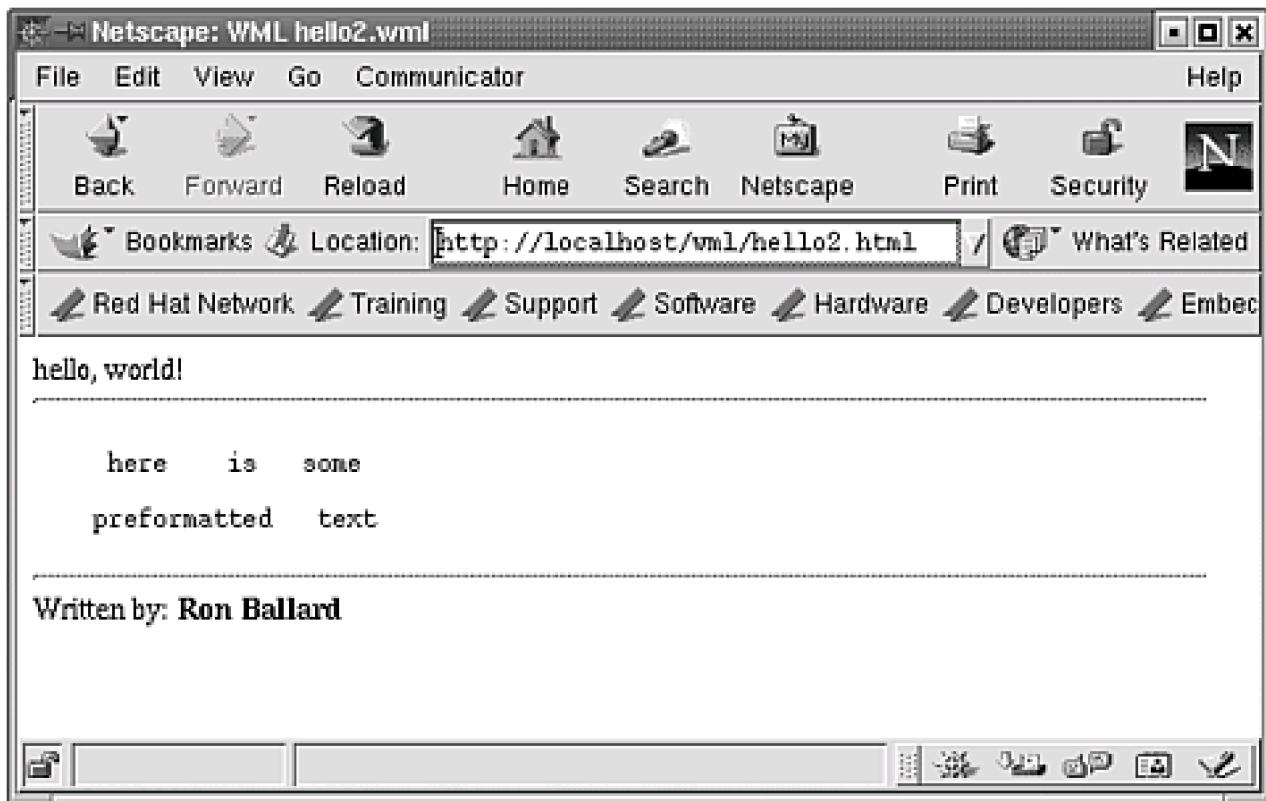 Netscape: WML hello2.wml
File Edit View Go Communicator Help
My N
Back Forward Reload Home Search Netscape Print Security
Bookmarks Location: http://localhost/wml/hello2.html What's Related
Red Hat Network Training Support Software Hardware Developers Embec
hello, world!
here is some
preformatted text
Written by: Ron Ballard